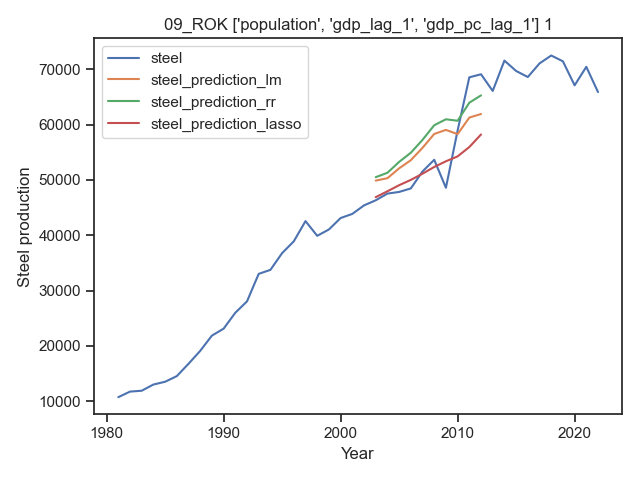 09_ROK ['population', 'gdp_lag_1', 'gdp_pc_lag_1'] 1
steel
steel_prediction_lm
steel_prediction_rr
steel_prediction_lasso
Steel production
70000
60000
50000
40000
30000
20000
10000
1980
1990
2000
2010
2020
Year